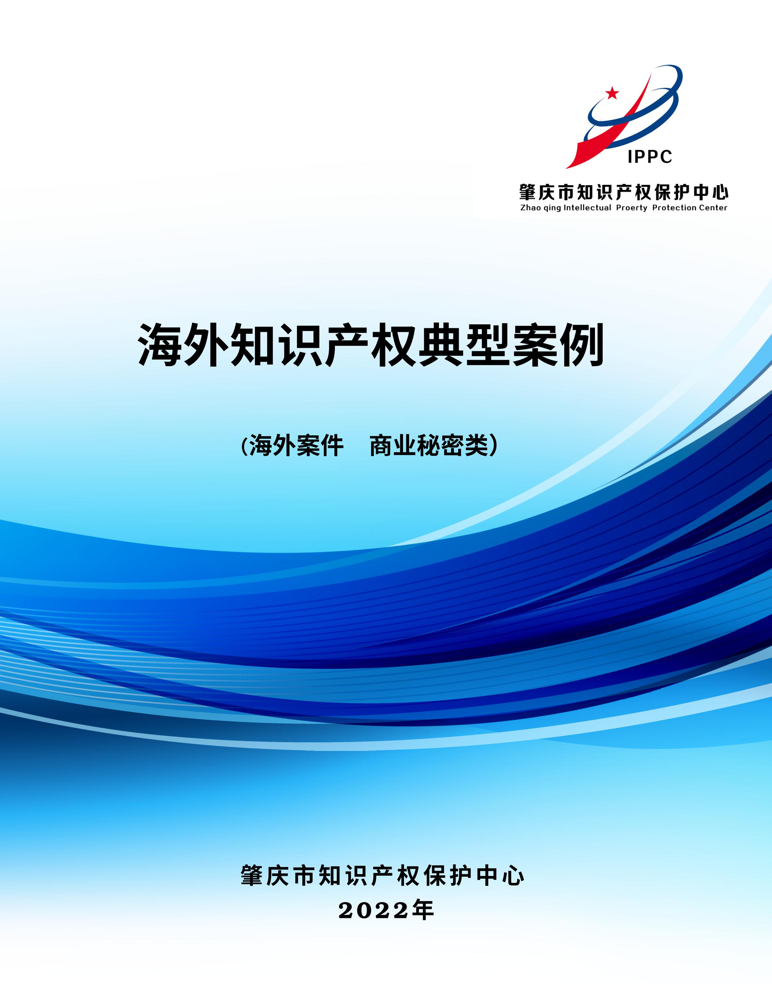 IPPC
肇庆市知识产权保护中心
Zhao qing Intellectual Proerty Protection Center
海外知识产权典型案例
(海外案件 商业秘密类）
肇庆市知识产权保护中心
2022年